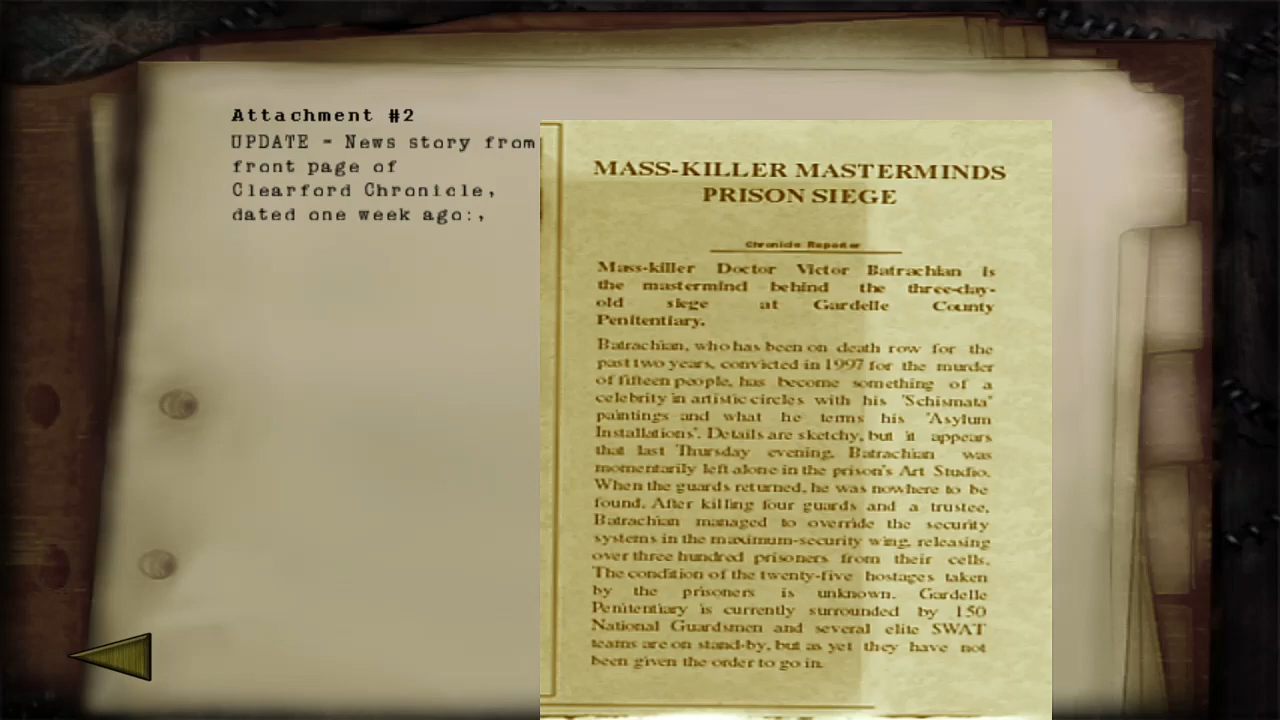 Attachment #2
UPDATE - News story from
front page of
Clearford Chronicle,
dated one week ago:,
MASS-KILLER MASTERMINDS
PRISON SIEGE
Chronicle Reporter
Mass-killer Doctor Victor Batrachian is
the mastermind behind the three-day-
old siege at Gardelle County
Penitentiary.
Batrachian, who has been on death row for the
past two years, convicted in 1997 for the murder
of fifteen people, has become something of a
celebrity in artistic circles with his 'Schismata'
paintings and what he terms his 'Asylum
Installations'. Details are sketchy, but it appears
that last Thursday evening, Batrachian was
momentarily left alone in the prison's Art Studio.
When the guards returned, he was nowhere to be
found. After killing four guards and a trustee,
Batrachian managed to override the security
systems in the maximum-security wing, releasing
over three hundred prisoners from their cells.
The condition of the twenty-five hostages taken
by the prisoners is unknown. Gardelle
Penitentiary is currently surrounded by 150
National Guardsmen and several elite SWAT
teams are on stand-by, but as yet they have not
been given the order to go in.